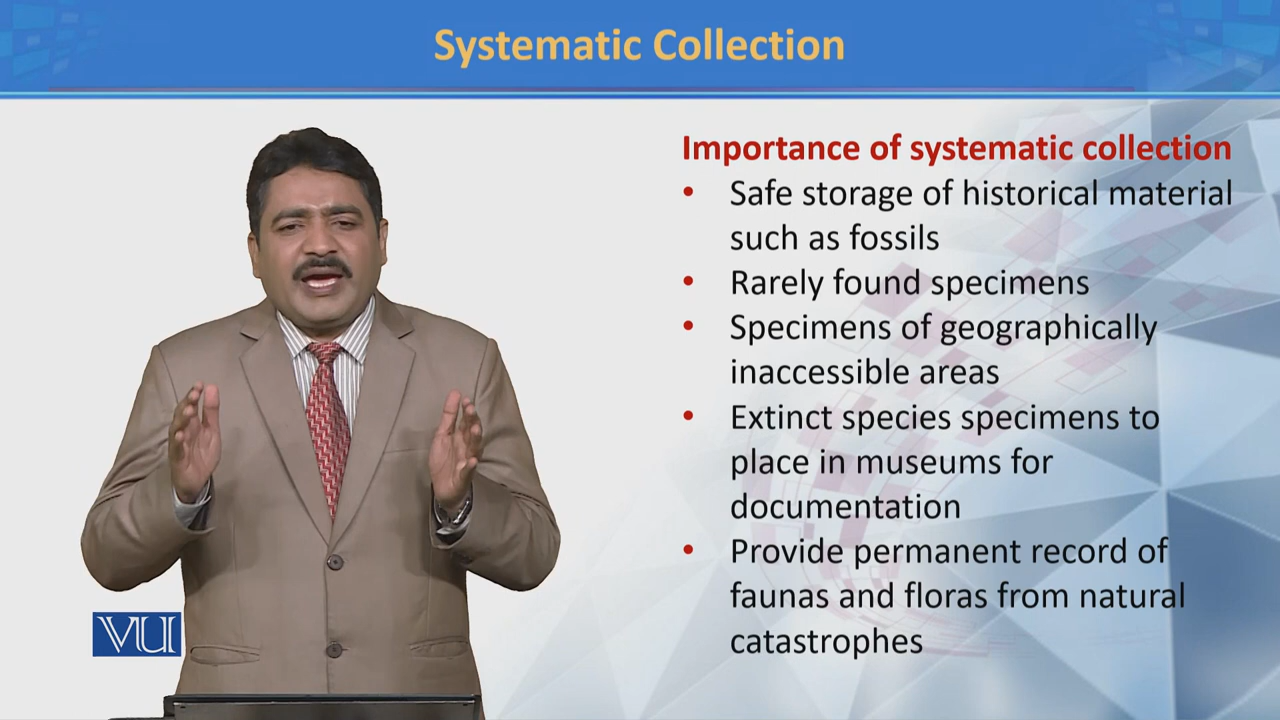 Systematic Collection
Importance of systematic collection
• Safe storage of historical material
such as fossils
• Rarely found specimens
• Specimens of geographically
inaccessible areas
• Extinct species specimens to
place in museums for
documentation
• Provide permanent record of
faunas and floras from natural
catastrophes
VU